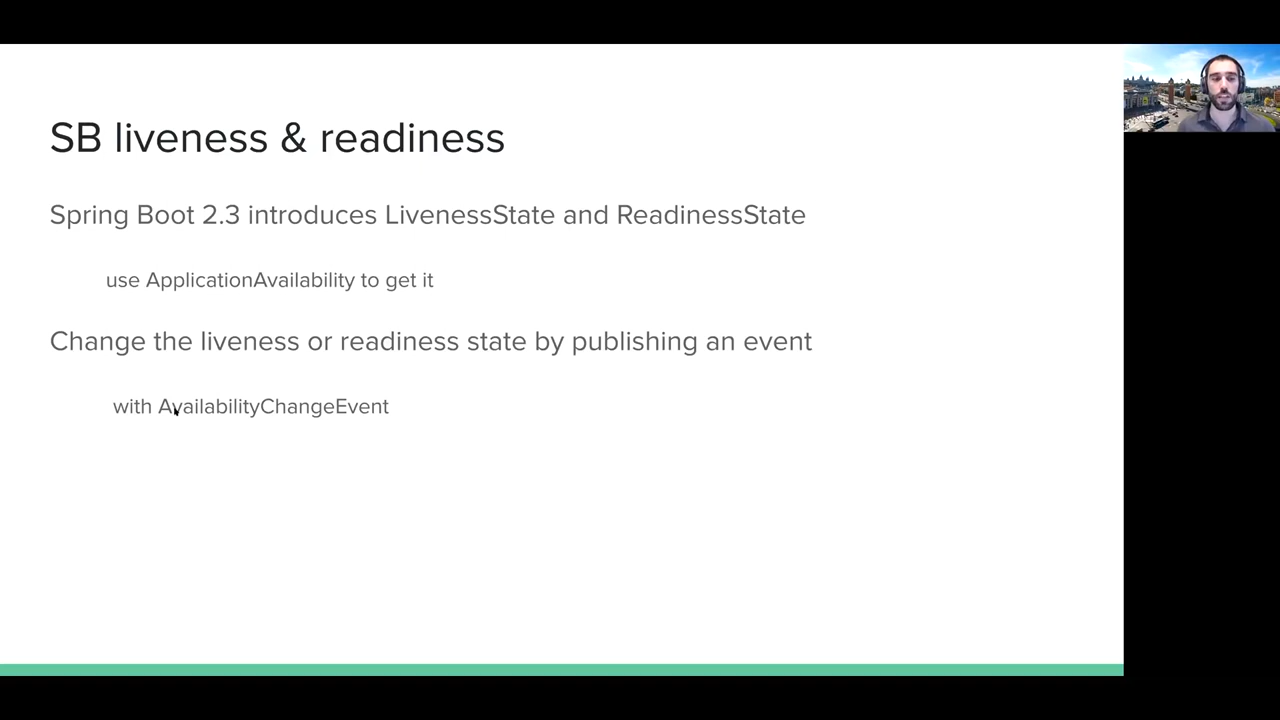 SB liveness & readiness
Spring Boot 2.3 introduces LivenessState and ReadinessState
use ApplicationAvailability to get it
Change the liveness or readiness state by publishing an event
with AvailabilityChangeEvent